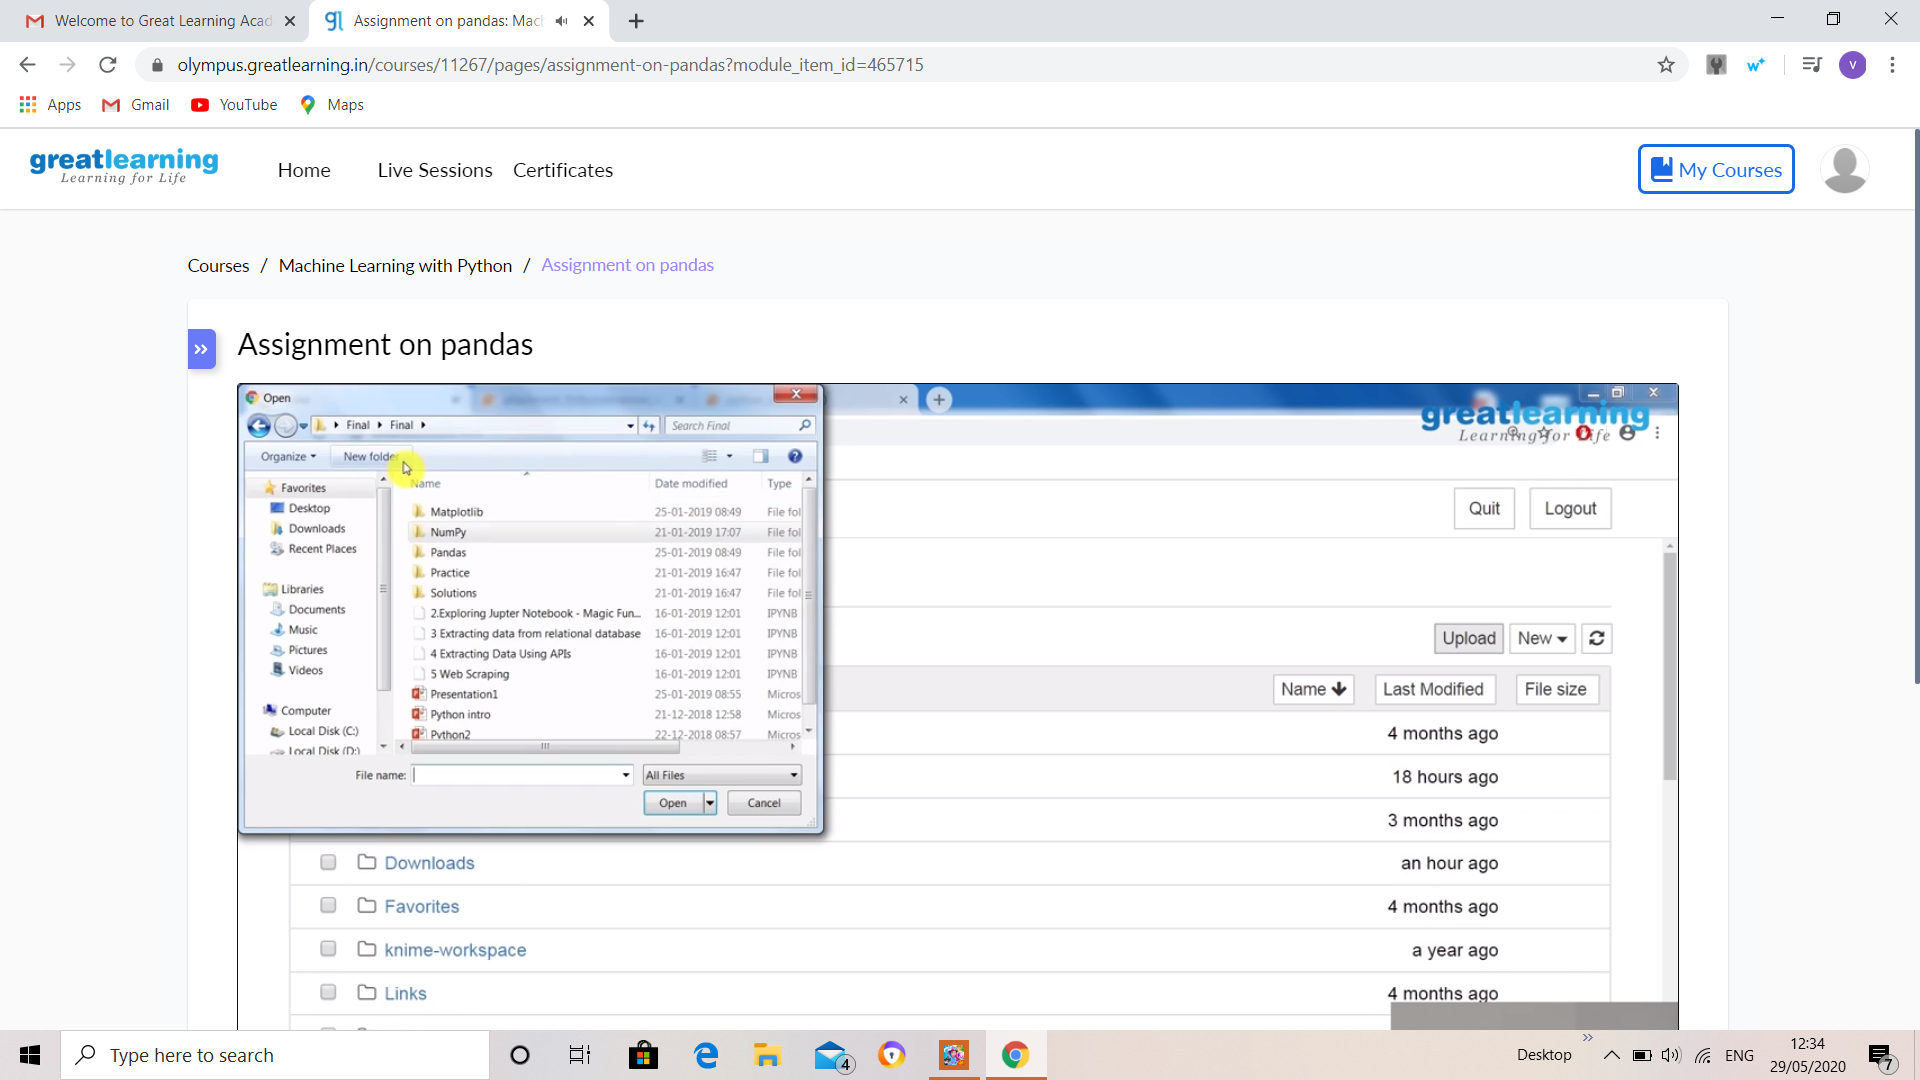 Welcome to Great Learning Acad
Assignment on pandas: Mac
olympus.greatlearning.in/courses/11267/pages/assignment-on-pandas?module_item_id=465715
w+
v
Apps Gmail YouTube Maps
greatlearning
Learning for Life
Home Live Sessions Certificates
My Courses
Courses / Machine Learning with Python / Assignment on pandas
Assignment on pandas
Open
Final Final
Search Final
Organize New folder
Name Date modified Type
Favorites
Desktop
Downloads
Recent Places
Libraries
Documents
Music
Pictures
Videos
Computer
Local Disk (C:)
Local Disk (D:)
Matplotlib 25-01-2019 08:49 File fol
NumPy 21-01-2019 17:07 File fol
Pandas 25-01-2019 08:49 File fol
Practice 21-01-2019 16:47 File fol
Solutions 21-01-2019 16:47 File fol
2.Exploring Jupter Notebook - Magic Fun... 16-01-2019 12:01 IPYNB
3 Extracting data from relational database 16-01-2019 12:01 IPYNB
4 Extracting Data Using APIs 16-01-2019 12:01 IPYNB
5 Web Scraping 16-01-2019 12:01 IPYNB
Presentation1 25-01-2019 08:55 Micros
Python intro 21-12-2018 12:58 Micros
Python2 22-12-2018 08:57 Micros
File name: All Files
Open Cancel
greatlearning
Learning for Life
Quit Logout
Upload New
Name Last Modified File size
4 months ago
18 hours ago
3 months ago
Downloads an hour ago
Favorites 4 months ago
knime-workspace a year ago
Links 4 months ago
Type here to search
4
Desktop
ENG
12:34
29/05/2020
7